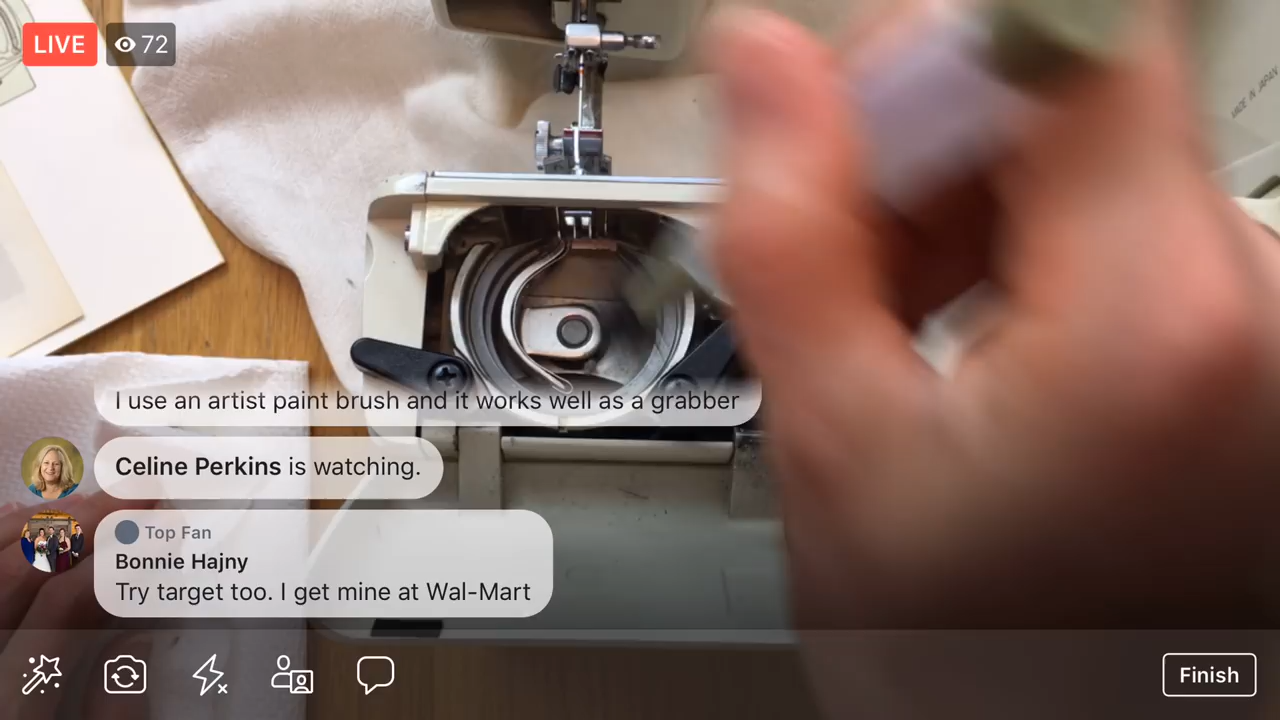 LIVE
72
MADE IN JAPAN
I use an artist paint brush and it works well as a grabber
Celine Perkins is watching.
Top Fan
Bonnie Hajny
Try target too. I get mine at Wal-Mart
Finish